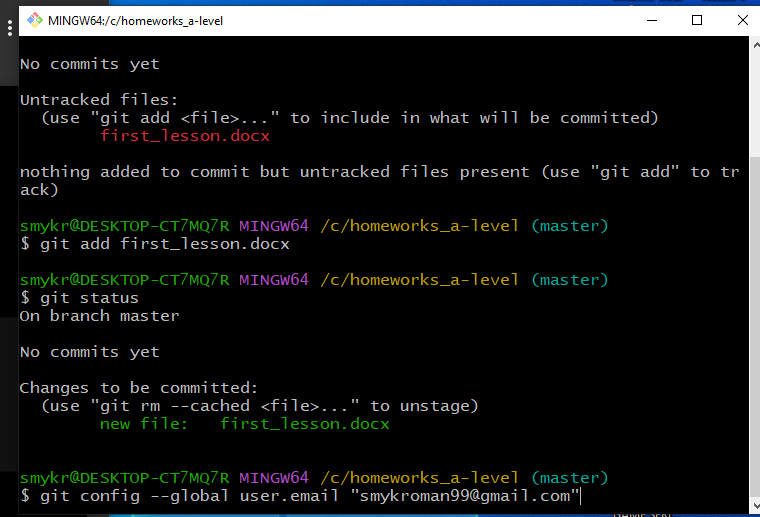 MINGW64:/c/homeworks_a-level
No commits yet
Untracked files:
(use "git add <file>..." to include in what will be committed)
first_lesson.docx
nothing added to commit but untracked files present (use "git add" to tr
ack)
smykr@DESKTOP-CT7MQ7R MINGW64 /c/homeworks_a-level (master)
$ git add first_lesson.docx
smykr@DESKTOP-CT7MQ7R MINGW64 /c/homeworks_a-level (master)
$ git status
On branch master
No commits yet
Changes to be committed:
(use "git rm --cached <file>..." to unstage)
new file:   first_lesson.docx
smykr@DESKTOP-CT7MQ7R MINGW64 /c/homeworks_a-level (master)
$ git config --global user.email "smykroman99@gmail.com"